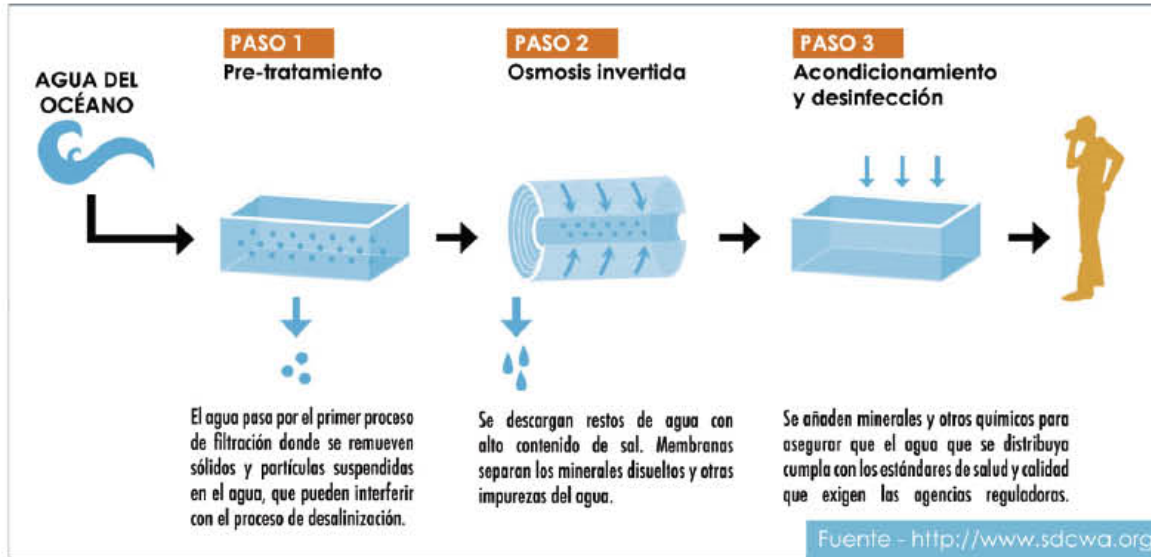 AGUA DEL
OCÉANO
PASO 1
Pre-tratamiento
El agua pasa por el primer proceso
de filtración donde se remueven
sólidos y partículas suspendidas
en el agua, que pueden interferir
con el proceso de desalinización.
PASO 2
Osmosis invertida
Se descargan restos de agua con
alto contenido de sal. Membranas
separan los minerales disueltos y otras
impurezas del agua.
PASO 3
Acondicionamiento
y desinfección
Se añaden minerales y otros químicos para
asegurar que el agua que se distribuya
cumpla con los estándares de salud y calidad
que exigen las agencias reguladoras.
Fuente - http://www.sdcwa.org